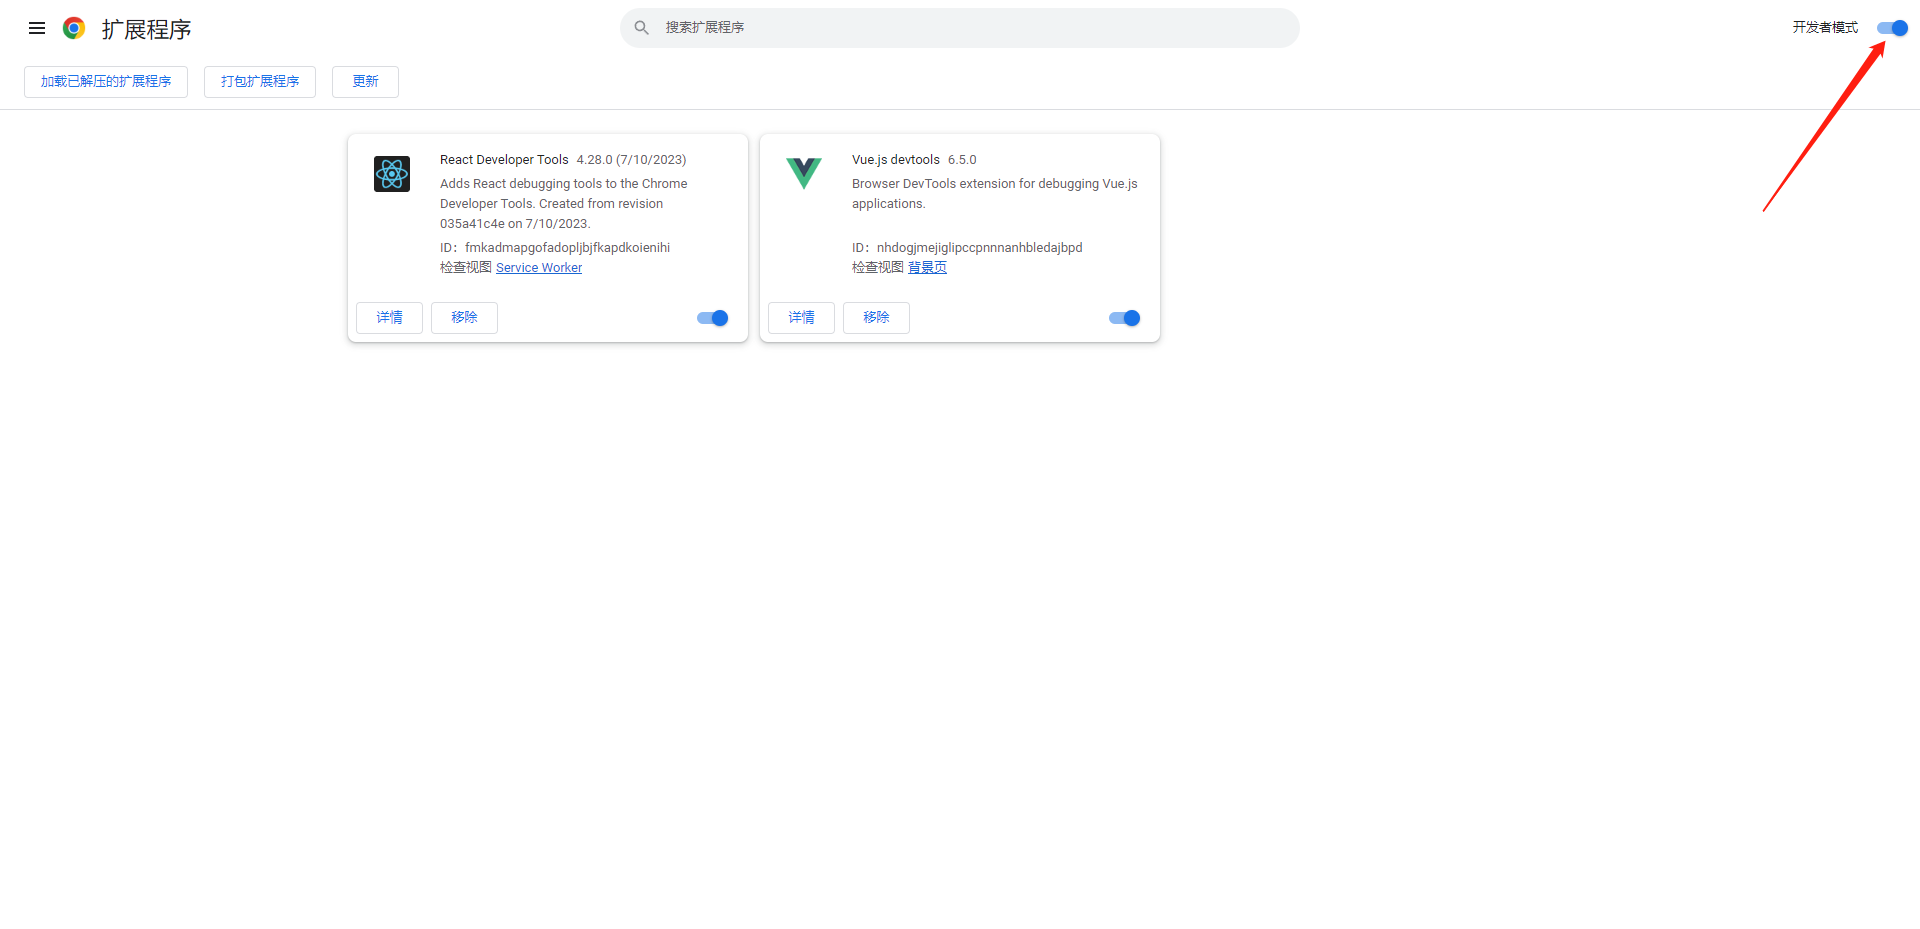 扩展程序
搜索扩展程序
开发者模式
加载已解压的扩展程序
打包扩展程序
更新
React Developer Tools 4.28.0 (7/10/2023)
Adds React debugging tools to the Chrome
Developer Tools. Created from revision
035a41c4e on 7/10/2023.
ID：fmkadmapgofadopljbjfkapdkoienihi
检查视图 Service Worker
详情
移除
Vue.js devtools 6.5.0
Browser DevTools extension for debugging Vue.js
applications.
ID：nhdogjmejiglipccpnnnanhbledajbpd
检查视图 背景页
详情
移除